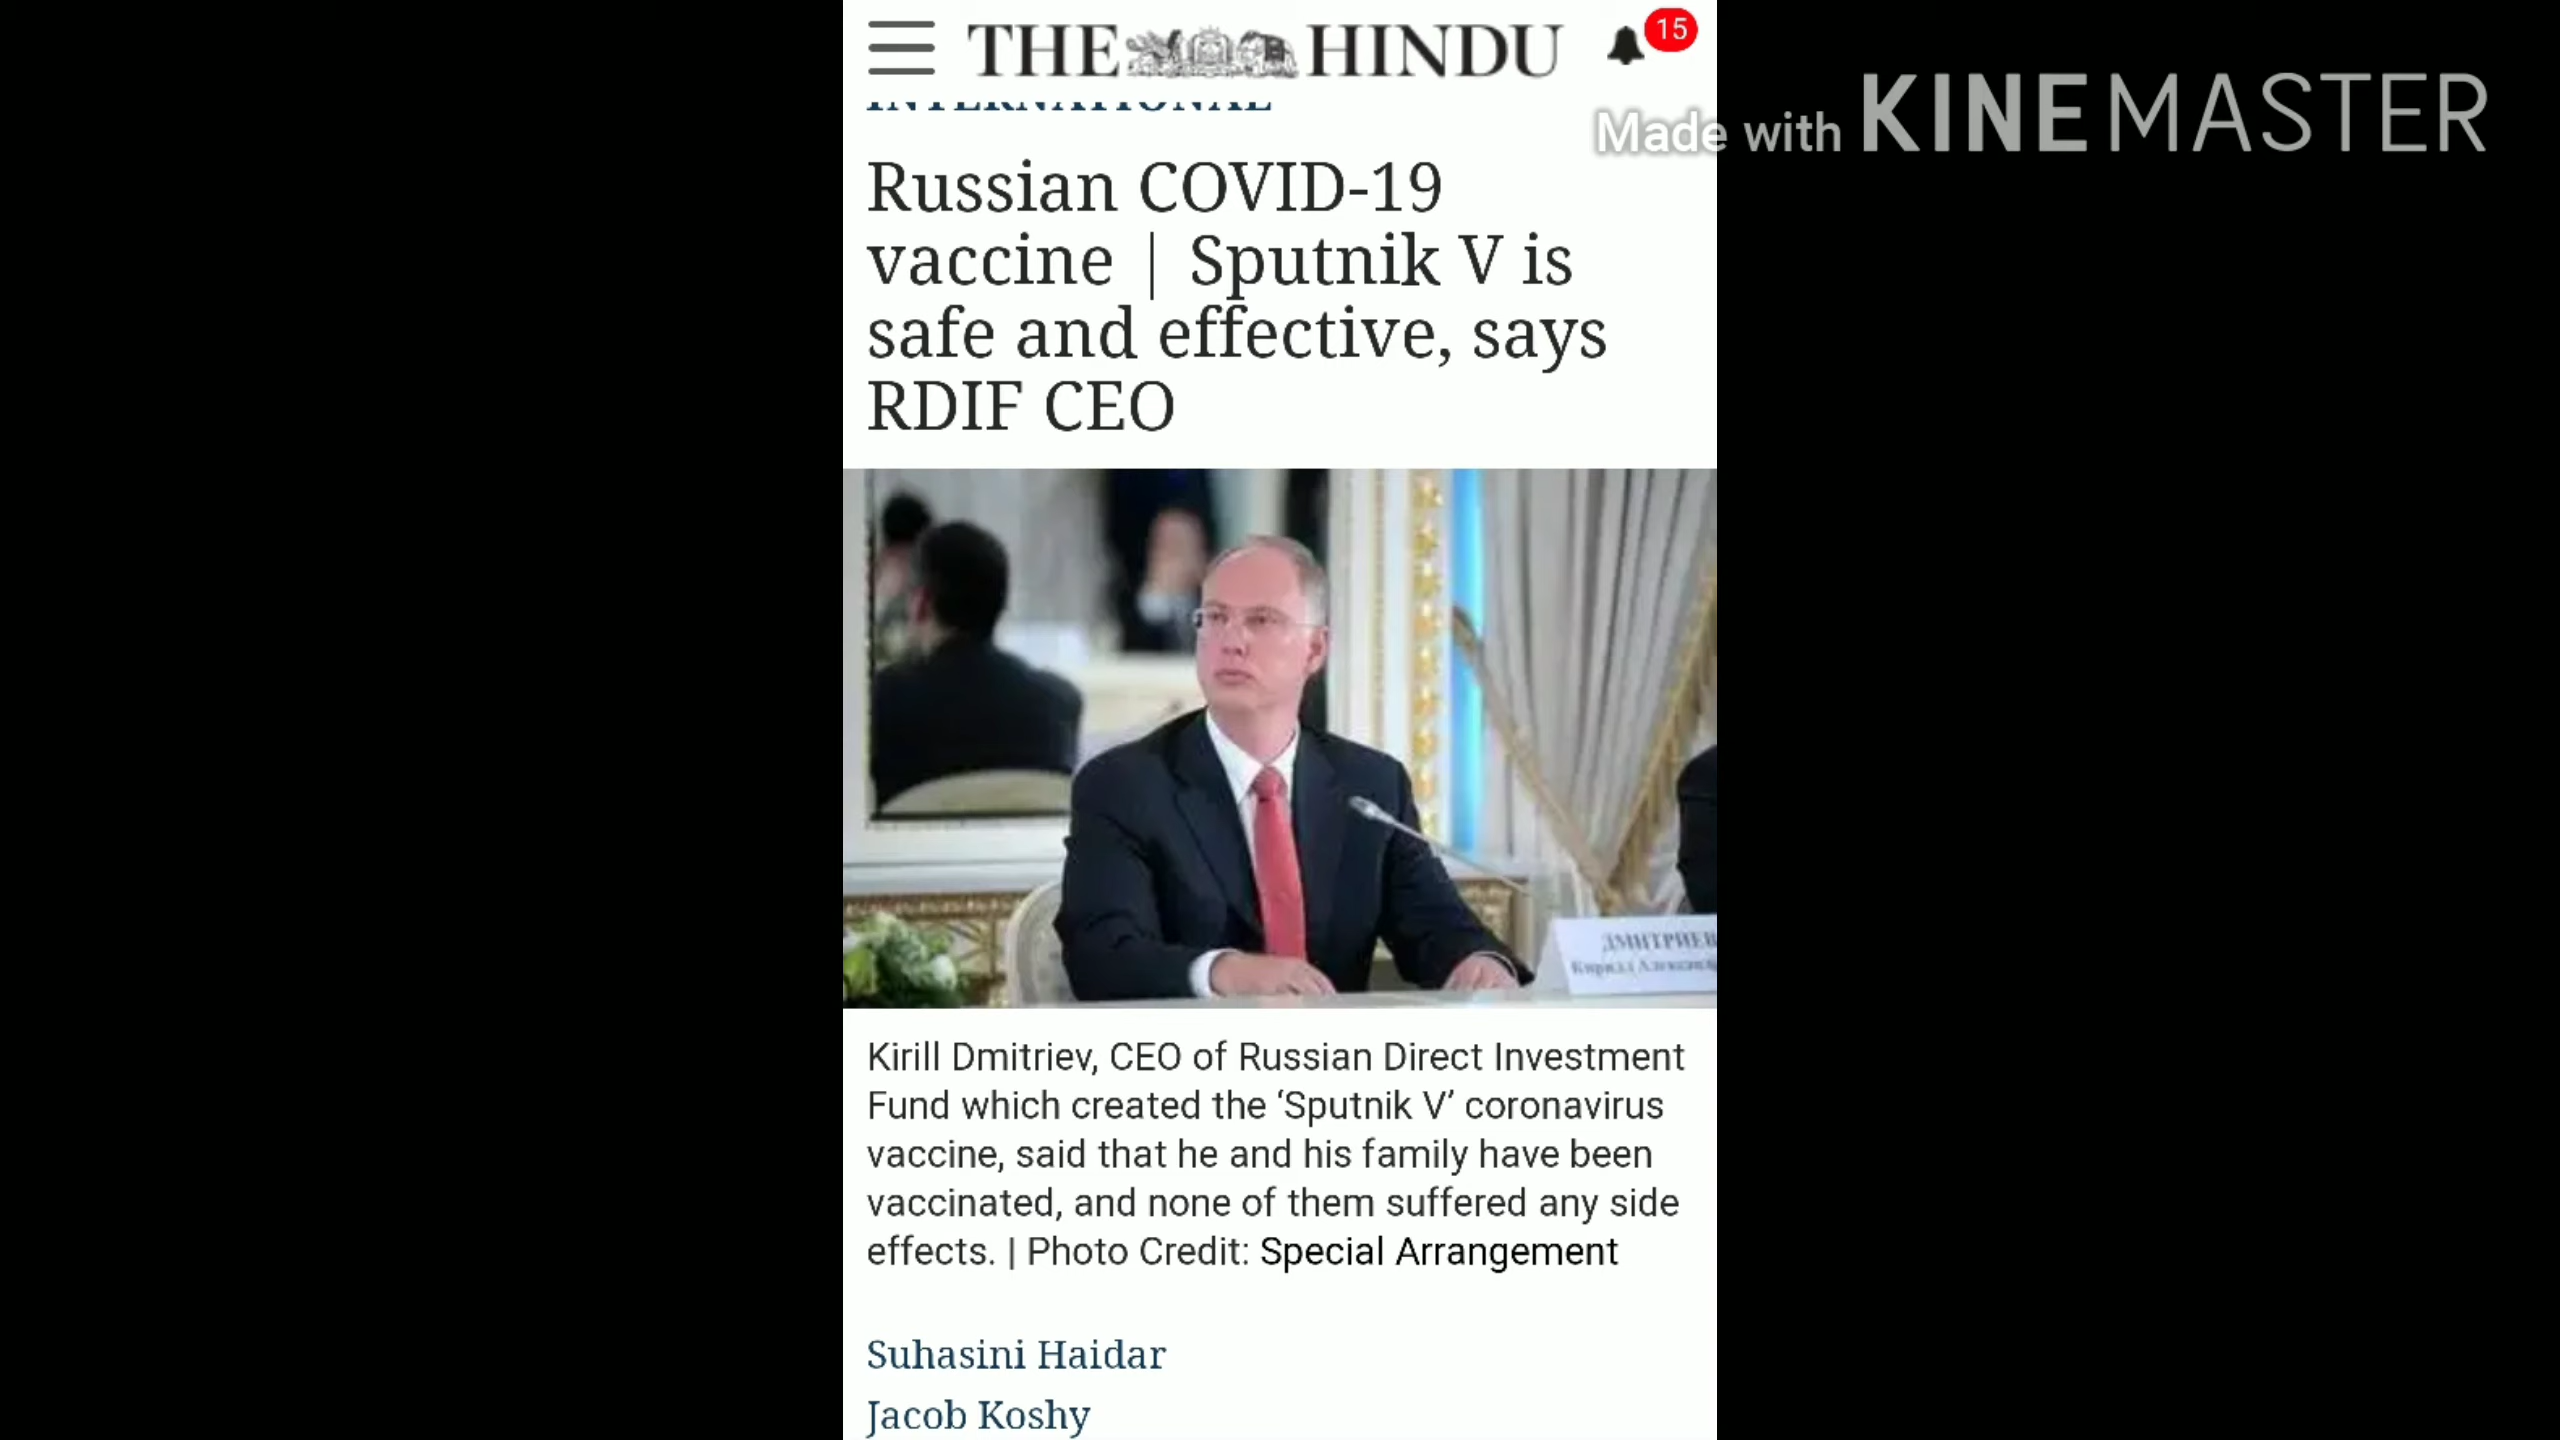 THE HINDU
15
INTERNATIONAL
Made with KINEMASTER
Russian COVID-19
vaccine | Sputnik V is
safe and effective, says
RDIF CEO
ДМИТРИЕВ
Кирилл
Kirill Dmitriev, CEO of Russian Direct Investment
Fund which created the ‘Sputnik V’ coronavirus
vaccine, said that he and his family have been
vaccinated, and none of them suffered any side
effects. | Photo Credit: Special Arrangement
Suhasini Haidar
Jacob Koshy